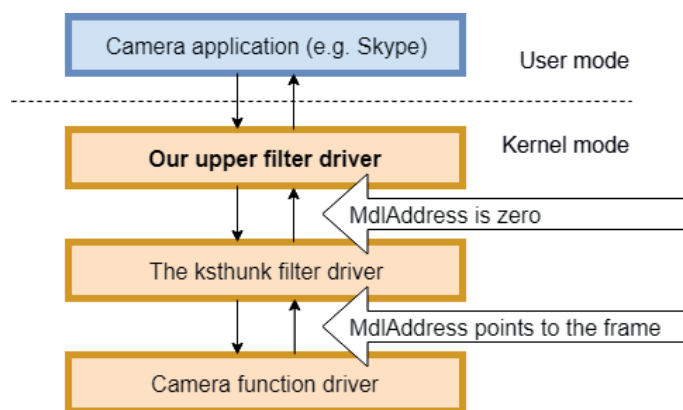 Camera application (e.g. Skype)
User mode
Our upper filter driver
Kernel mode
MdlAddress is zero
The ksthunk filter driver
MdlAddress points to the frame
Camera function driver